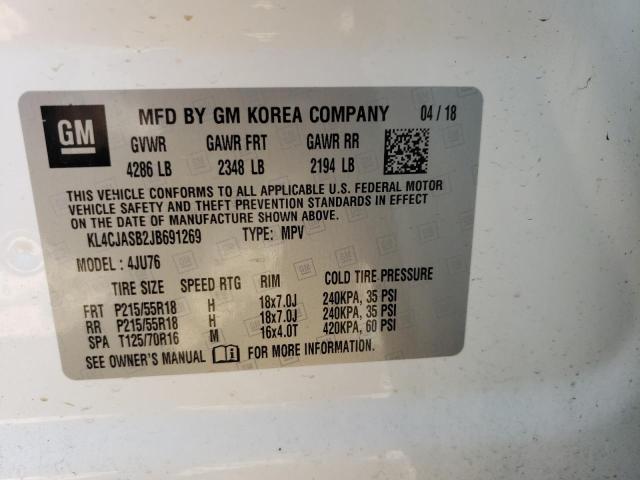 GM
MFD BY GM KOREA COMPANY 04 / 18
GVWR GAWR FRT GAWR RR
4286 LB 2348 LB 2194 LB
THIS VEHICLE CONFORMS TO ALL APPLICABLE U.S. FEDERAL MOTOR
VEHICLE SAFETY AND THEFT PREVENTION STANDARDS IN EFFECT
ON THE DATE OF MANUFACTURE SHOWN ABOVE.
KL4CJASB2JB691269 TYPE: MPV
MODEL : 4JU76
TIRE SIZE SPEED RTG RIM COLD TIRE PRESSURE
FRT P215/55R18 H 18x7.0J 240KPA, 35 PSI
RR P215/55R18 H 18x7.0J 240KPA, 35 PSI
SPA T125/70R16 M 16x4.0T 420KPA, 60 PSI
SEE OWNER'S MANUAL FOR MORE INFORMATION.